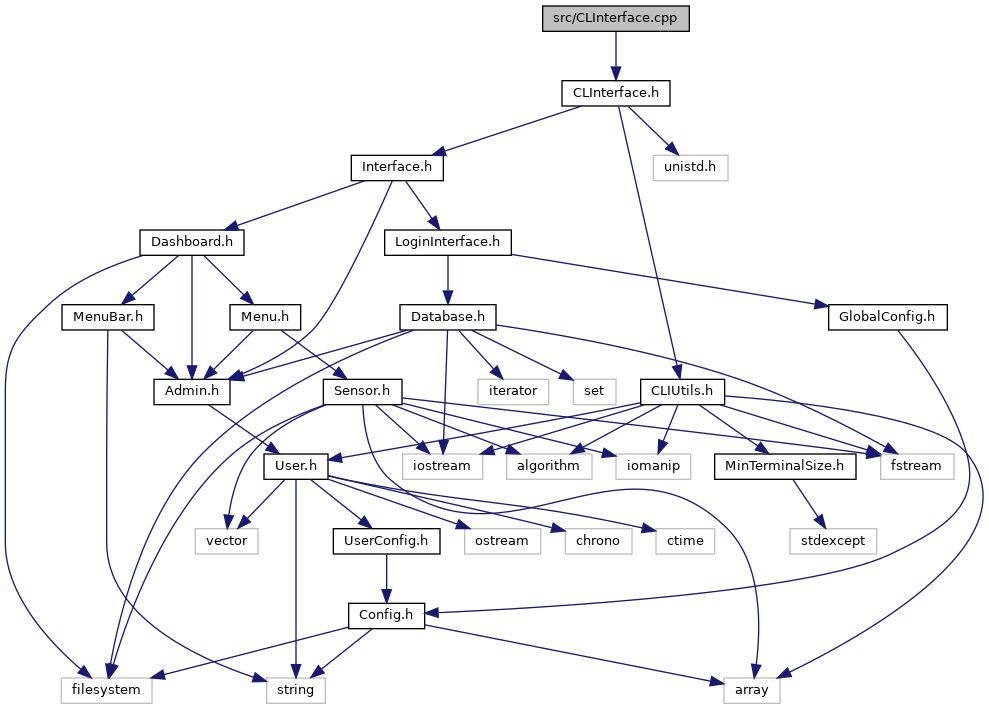 src/CLInterface.cpp
CLInterface.h
Interface.h
unistd.h
Dashboard.h
LoginInterface.h
MenuBar.h
Menu.h
Database.h
GlobalConfig.h
Admin.h
Sensor.h
iterator
set
CLIUtils.h
User.h
iostream
algorithm
iomanip
MinTerminalSize.h
fstream
vector
UserConfig.h
ostream
chrono
ctime
stdexcept
Config.h
filesystem
string
array